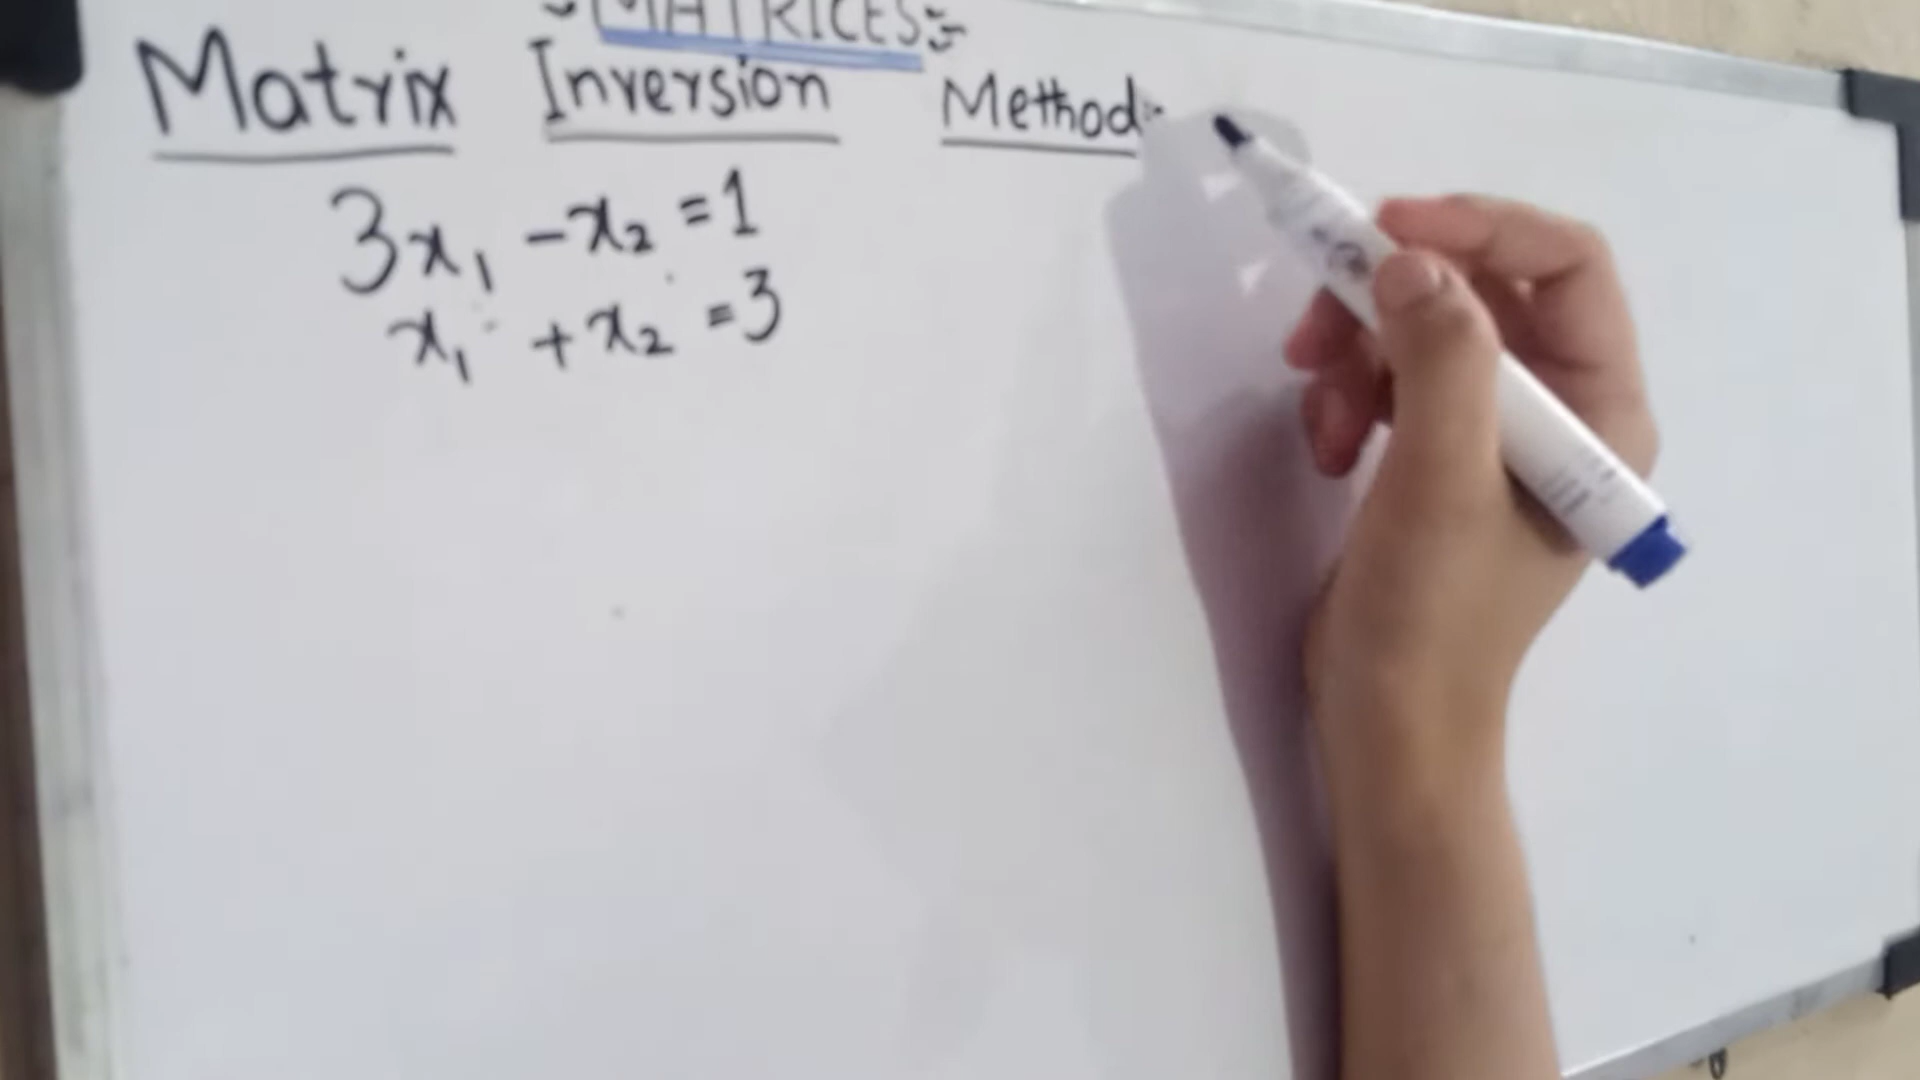 MATRICES:-
Matrix Inversion Method:-
3x₁ - x₂ = 1
x₁ + x₂ = 3